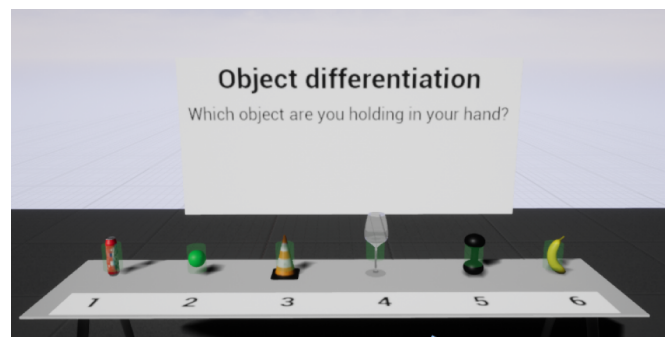 Object differentiation
Which object are you holding in your hand?
1 2 3 4 5 6